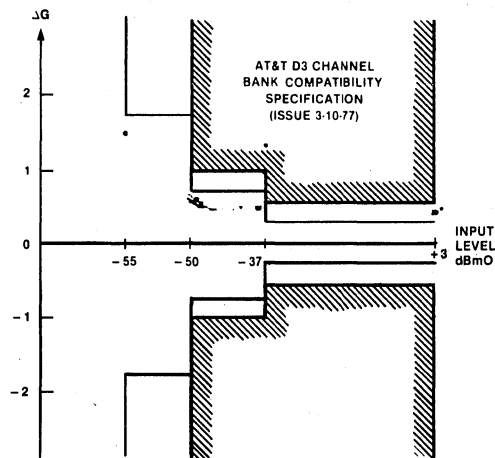 ΔG
AT&T D3 CHANNEL
BANK COMPATIBILITY
SPECIFICATION
(ISSUE 3-10-77)
2
1
0
-55
-50
-37
+3
INPUT
LEVEL
dBmO
-1
-2